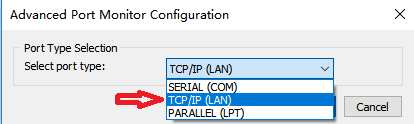 Advanced Port Monitor Configuration
Port Type Selection
Select port type: TCP/IP (LAN)
SERIAL (COM)
TCP/IP (LAN)
PARALLEL (LPT)
Cancel